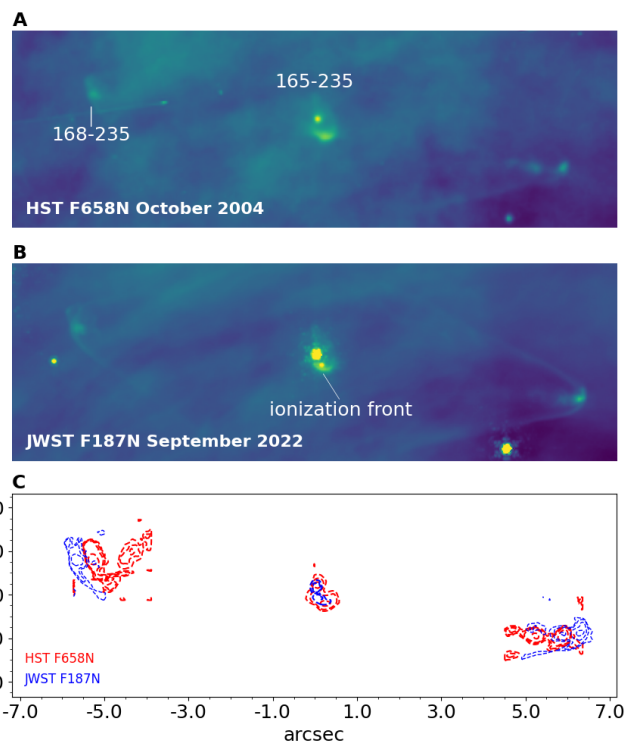 A
165-235
168-235
HST F658N October 2004
B
ionization front
JWST F187N September 2022
C
HST F658N
JWST F187N
-7.0 -5.0 -3.0 -1.0 1.0 3.0 5.0 7.0
arcsec